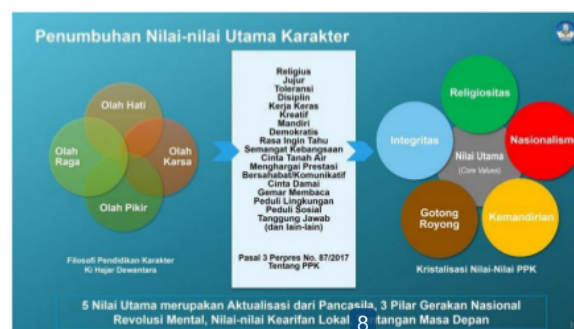 Penumbuhan Nilai-nilai Utama Karakter
Olah Hati
Olah
Raga
Olah
Karsa
Olah Pikir
Filosofi Pendidikan Karakter
Ki Hajar Dewantara
Religius
Jujur
Toleransi
Disiplin
Kerja Keras
Kreatif
Mandiri
Demokratis
Rasa Ingin Tahu
Semangat Kebangsaan
Cinta Tanah Air
Menghargai Prestasi
Bersahabat/Komunikatif
Cinta Damai
Gemar Membaca
Peduli Lingkungan
Peduli Sosial
Tanggung Jawab
(dan lain-lain)
Pasal 3 Perpres No. 87/2017
Tentang PPK
Religiositas
Integritas
Nasionalisme
Nilai Utama
(Core Values)
Gotong
Royong
Kemandirian
Kristalisasi Nilai-Nilai PPK
5 Nilai Utama merupakan Aktualisasi dari Pancasila, 3 Pilar Gerakan Nasional
Revolusi Mental, Nilai-nilai Kearifan Lokal 8 tangan Masa Depan